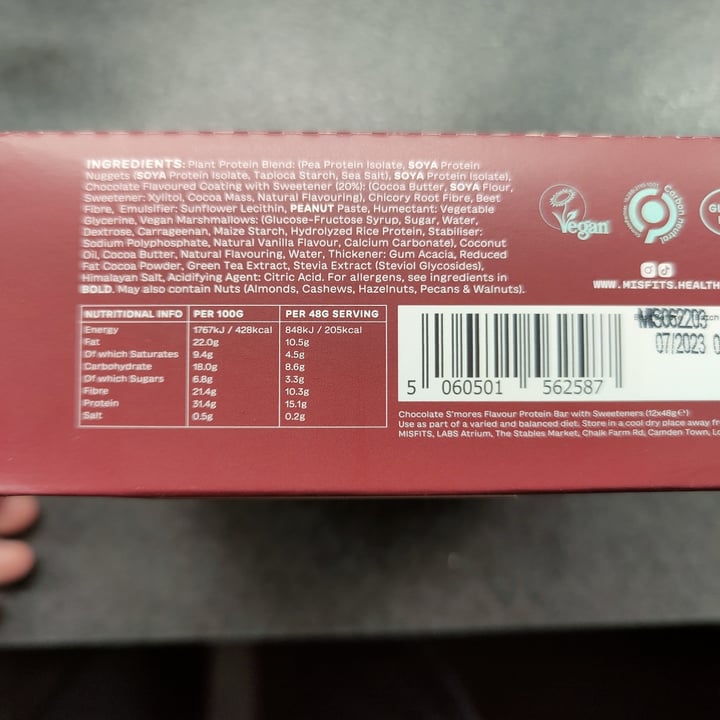 INGREDIENTS: Plant Protein Blend: (Pea Protein Isolate, SOYA Protein
Nuggets (SOYA Protein Isolate, Tapioca Starch, Sea Salt), SOYA Protein Isolate),
Chocolate Flavoured Coating with Sweetener (20%): (Cocoa Butter, SOYA Flour,
Sweetener: Xylitol, Cocoa Mass, Natural Flavouring), Chicory Root Fibre, Beet
Fibre, Emulsifier: Sunflower Lecithin, PEANUT Paste, Humectant: Vegetable
Glycerine, Vegan Marshmallows (Glucose-Fructose Syrup, Sugar, Water,
Dextrose, Carrageenan, Maize Starch, Hydrolyzed Rice Protein, Stabiliser:
Sodium Polyphosphate, Natural Vanilla Flavour, Calcium Carbonate), Coconut
Oil, Cocoa Butter, Natural Flavouring, Water, Thickener: Gum Acacia, Reduced
Fat Cocoa Powder, Green Tea Extract, Stevia Extract (Steviol Glycosides),
Himalayan Salt, Acidifying Agent: Citric Acid. For allergens, see ingredients in
BOLD. May also contain Nuts (Almonds, Cashews, Hazelnuts, Pecans & Walnuts).
Vegan
Carbon neutral
WWW.MISFITS.HEALTH
NUTRITIONAL INFO PER 100G PER 48G SERVING
Energy 1767kJ / 428kcal 848kJ / 205kcal
Fat 22.0g 10.5g
Of which Saturates 9.4g 4.5g
Carbohydrate 18.0g 8.6g
Of which Sugars 6.8g 3.3g
Fibre 21.4g 10.3g
Protein 31.4g 15.1g
Salt 0.5g 0.2g
07/2023
5 060501 562587
Chocolate S'mores Flavour Protein Bar with Sweeteners (12x48g℮)
Use as part of a varied and balanced diet. Store in a cool dry place away
MISFITS, LABS Atrium, The Stables Market, Chalk Farm Rd, Camden Town,